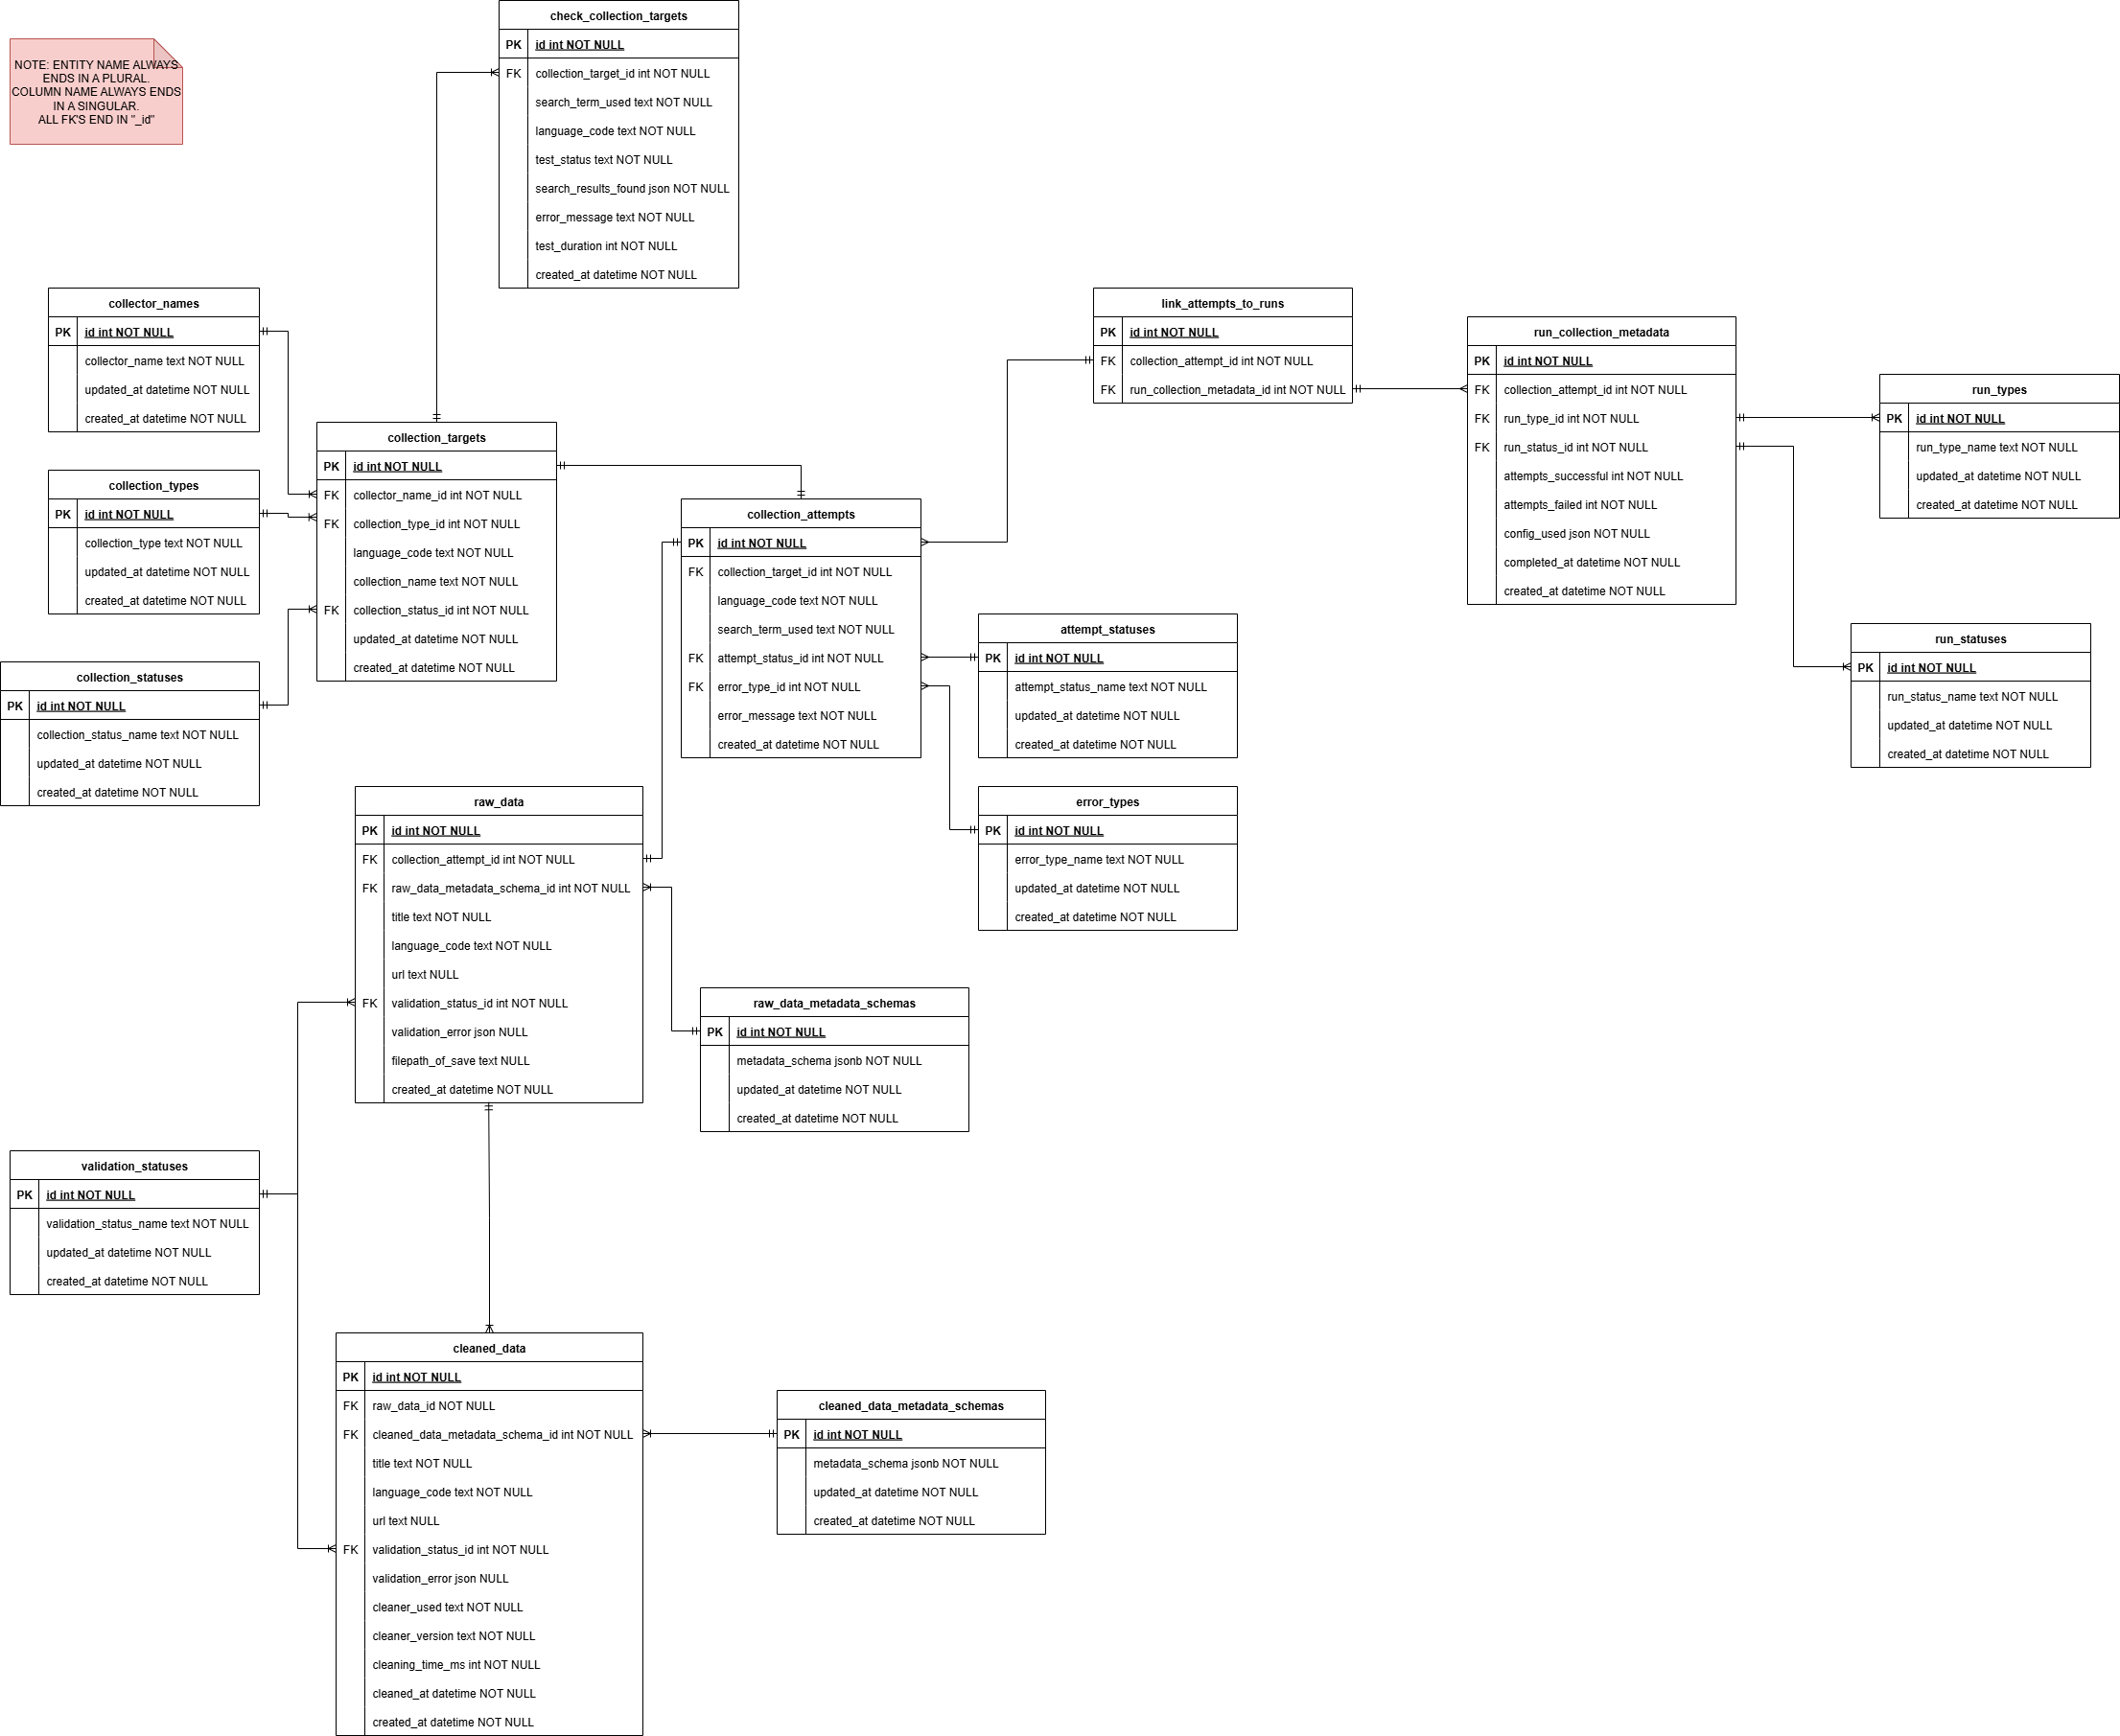 check_collection_targets
PK id int NOT NULL
FK collection_target_id int NOT NULL
search_term_used text NOT NULL
language_code text NOT NULL
test_status text NOT NULL
search_results_found json NOT NULL
error_message text NOT NULL
test_duration int NOT NULL
created_at datetime NOT NULL
NOTE: ENTITY NAME ALWAYS
ENDS IN A PLURAL.
COLUMN NAME ALWAYS ENDS
IN A SINGULAR.
ALL FK'S END IN "_id"
collector_names
PK id int NOT NULL
collector_name text NOT NULL
updated_at datetime NOT NULL
created_at datetime NOT NULL
collection_types
PK id int NOT NULL
collection_type text NOT NULL
updated_at datetime NOT NULL
created_at datetime NOT NULL
collection_statuses
PK id int NOT NULL
collection_status_name text NOT NULL
updated_at datetime NOT NULL
created_at datetime NOT NULL
collection_targets
PK id int NOT NULL
FK collector_name_id int NOT NULL
FK collection_type_id int NOT NULL
language_code text NOT NULL
collection_name text NOT NULL
FK collection_status_id int NOT NULL
updated_at datetime NOT NULL
created_at datetime NOT NULL
collection_attempts
PK id int NOT NULL
FK collection_target_id int NOT NULL
language_code text NOT NULL
search_term_used text NOT NULL
FK attempt_status_id int NOT NULL
FK error_type_id int NOT NULL
error_message text NOT NULL
created_at datetime NOT NULL
link_attempts_to_runs
PK id int NOT NULL
FK collection_attempt_id int NOT NULL
FK run_collection_metadata_id int NOT NULL
run_collection_metadata
PK id int NOT NULL
FK collection_attempt_id int NOT NULL
FK run_type_id int NOT NULL
FK run_status_id int NOT NULL
attempts_successful int NOT NULL
attempts_failed int NOT NULL
config_used json NOT NULL
completed_at datetime NOT NULL
created_at datetime NOT NULL
run_types
PK id int NOT NULL
run_type_name text NOT NULL
updated_at datetime NOT NULL
created_at datetime NOT NULL
run_statuses
PK id int NOT NULL
run_status_name text NOT NULL
updated_at datetime NOT NULL
created_at datetime NOT NULL
attempt_statuses
PK id int NOT NULL
attempt_status_name text NOT NULL
updated_at datetime NOT NULL
created_at datetime NOT NULL
error_types
PK id int NOT NULL
error_type_name text NOT NULL
updated_at datetime NOT NULL
created_at datetime NOT NULL
raw_data
PK id int NOT NULL
FK collection_attempt_id int NOT NULL
FK raw_data_metadata_schema_id int NOT NULL
title text NOT NULL
language_code text NOT NULL
url text NULL
FK validation_status_id int NOT NULL
validation_error json NULL
filepath_of_save text NULL
created_at datetime NOT NULL
raw_data_metadata_schemas
PK id int NOT NULL
metadata_schema jsonb NOT NULL
updated_at datetime NOT NULL
created_at datetime NOT NULL
validation_statuses
PK id int NOT NULL
validation_status_name text NOT NULL
updated_at datetime NOT NULL
created_at datetime NOT NULL
cleaned_data
PK id int NOT NULL
FK raw_data_id NOT NULL
FK cleaned_data_metadata_schema_id int NOT NULL
title text NOT NULL
language_code text NOT NULL
url text NULL
FK validation_status_id int NOT NULL
validation_error json NULL
cleaner_used text NOT NULL
cleaner_version text NOT NULL
cleaning_time_ms int NOT NULL
cleaned_at datetime NOT NULL
created_at datetime NOT NULL
cleaned_data_metadata_schemas
PK id int NOT NULL
metadata_schema jsonb NOT NULL
updated_at datetime NOT NULL
created_at datetime NOT NULL